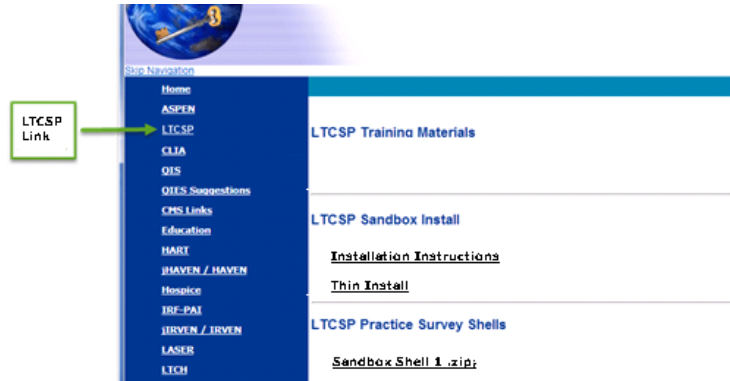 Skip Navigation
LTCSP
Link
Home
ASPEN
LTCSP
CLIA
QIS
QIES Suggestions
CMS Links
Education
HART
jHAVEN / HAVEN
Hospice
IRF-PAI
jIRVEN / IRVEN
LASER
LTCH
LTCSP Training Materials
LTCSP Sandbox Install
Installation Instructions
Thin Install
LTCSP Practice Survey Shells
Sandbox Shell 1 .zip;